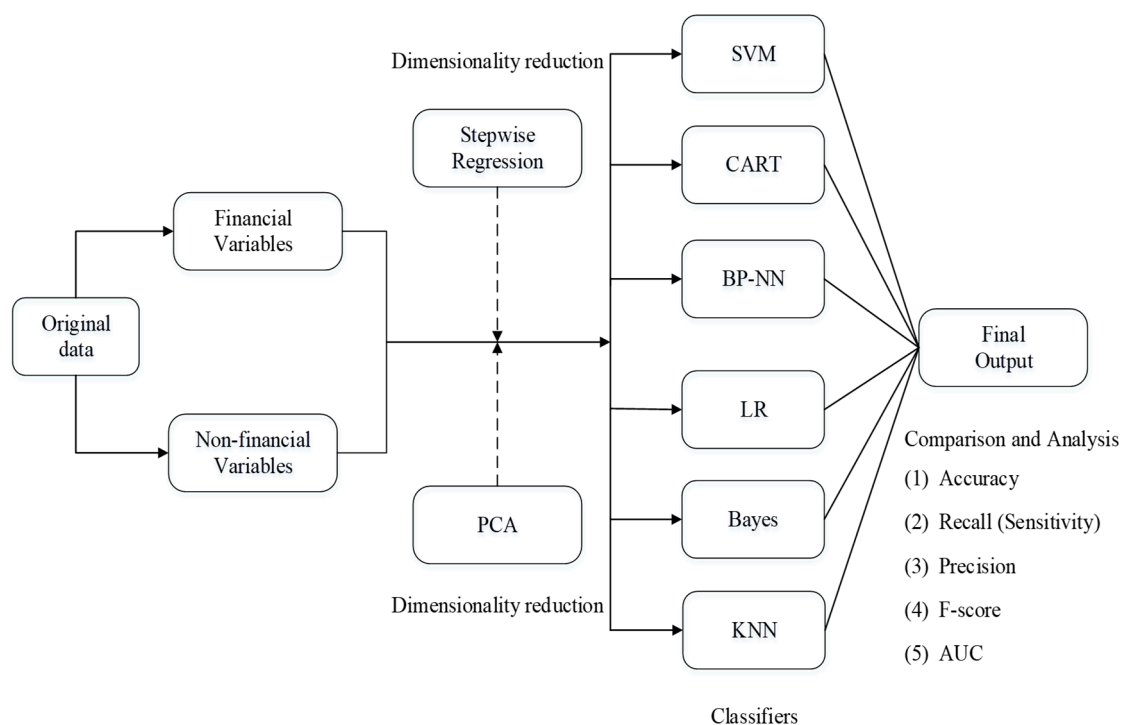 Original
data
Financial
Variables
Non-financial
Variables
Dimensionality reduction
Stepwise
Regression
PCA
Dimensionality reduction
SVM
CART
BP-NN
LR
Bayes
KNN
Classifiers
Final
Output
Comparison and Analysis
(1) Accuracy
(2) Recall (Sensitivity)
(3) Precision
(4) F-score
(5) AUC